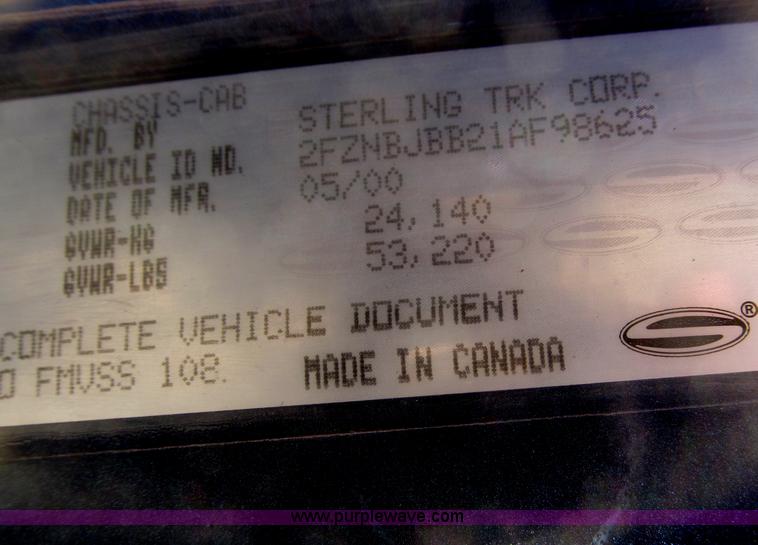 CHASSIS-CAB
MFD. BY STERLING TRK CORP.
VEHICLE ID NO. 2FZNBJBB21AF98625
DATE OF MFR. 05/00
GVWR-KG 24,140
GVWR-LBS 53,220
COMPLETE VEHICLE DOCUMENT
O FMVSS 108. MADE IN CANADA
®
www.purplewave.com